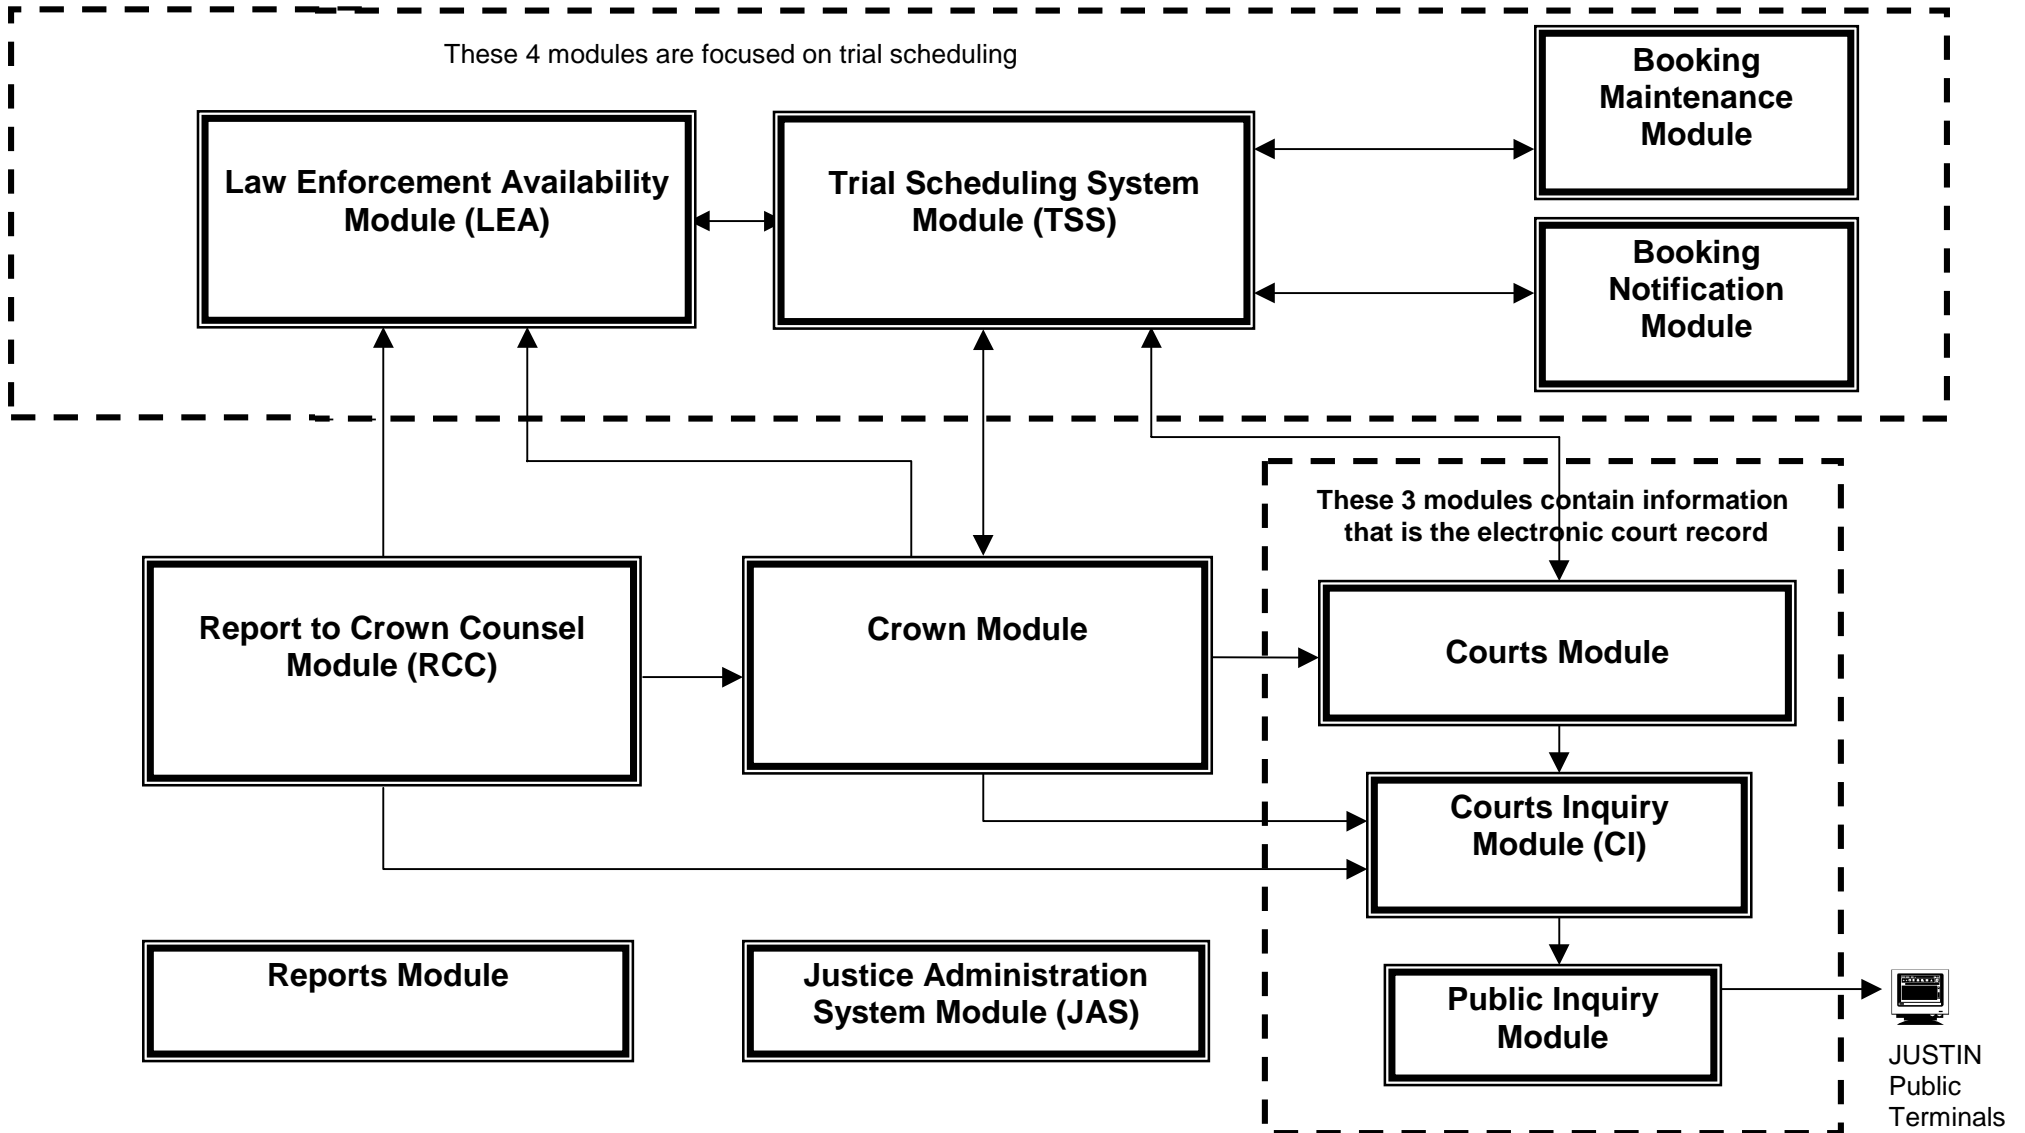 These 4 modules are focused on trial scheduling
Booking
Maintenance
Module
Law Enforcement Availability
Module (LEA)
Trial Scheduling System
Module (TSS)
Booking
Notification
Module
These 3 modules contain information
that is the electronic court record
Report to Crown Counsel
Module (RCC)
Crown Module
Courts Module
Courts Inquiry
Module (CI)
Reports Module
Justice Administration
System Module (JAS)
Public Inquiry
Module
JUSTIN
Public
Terminals